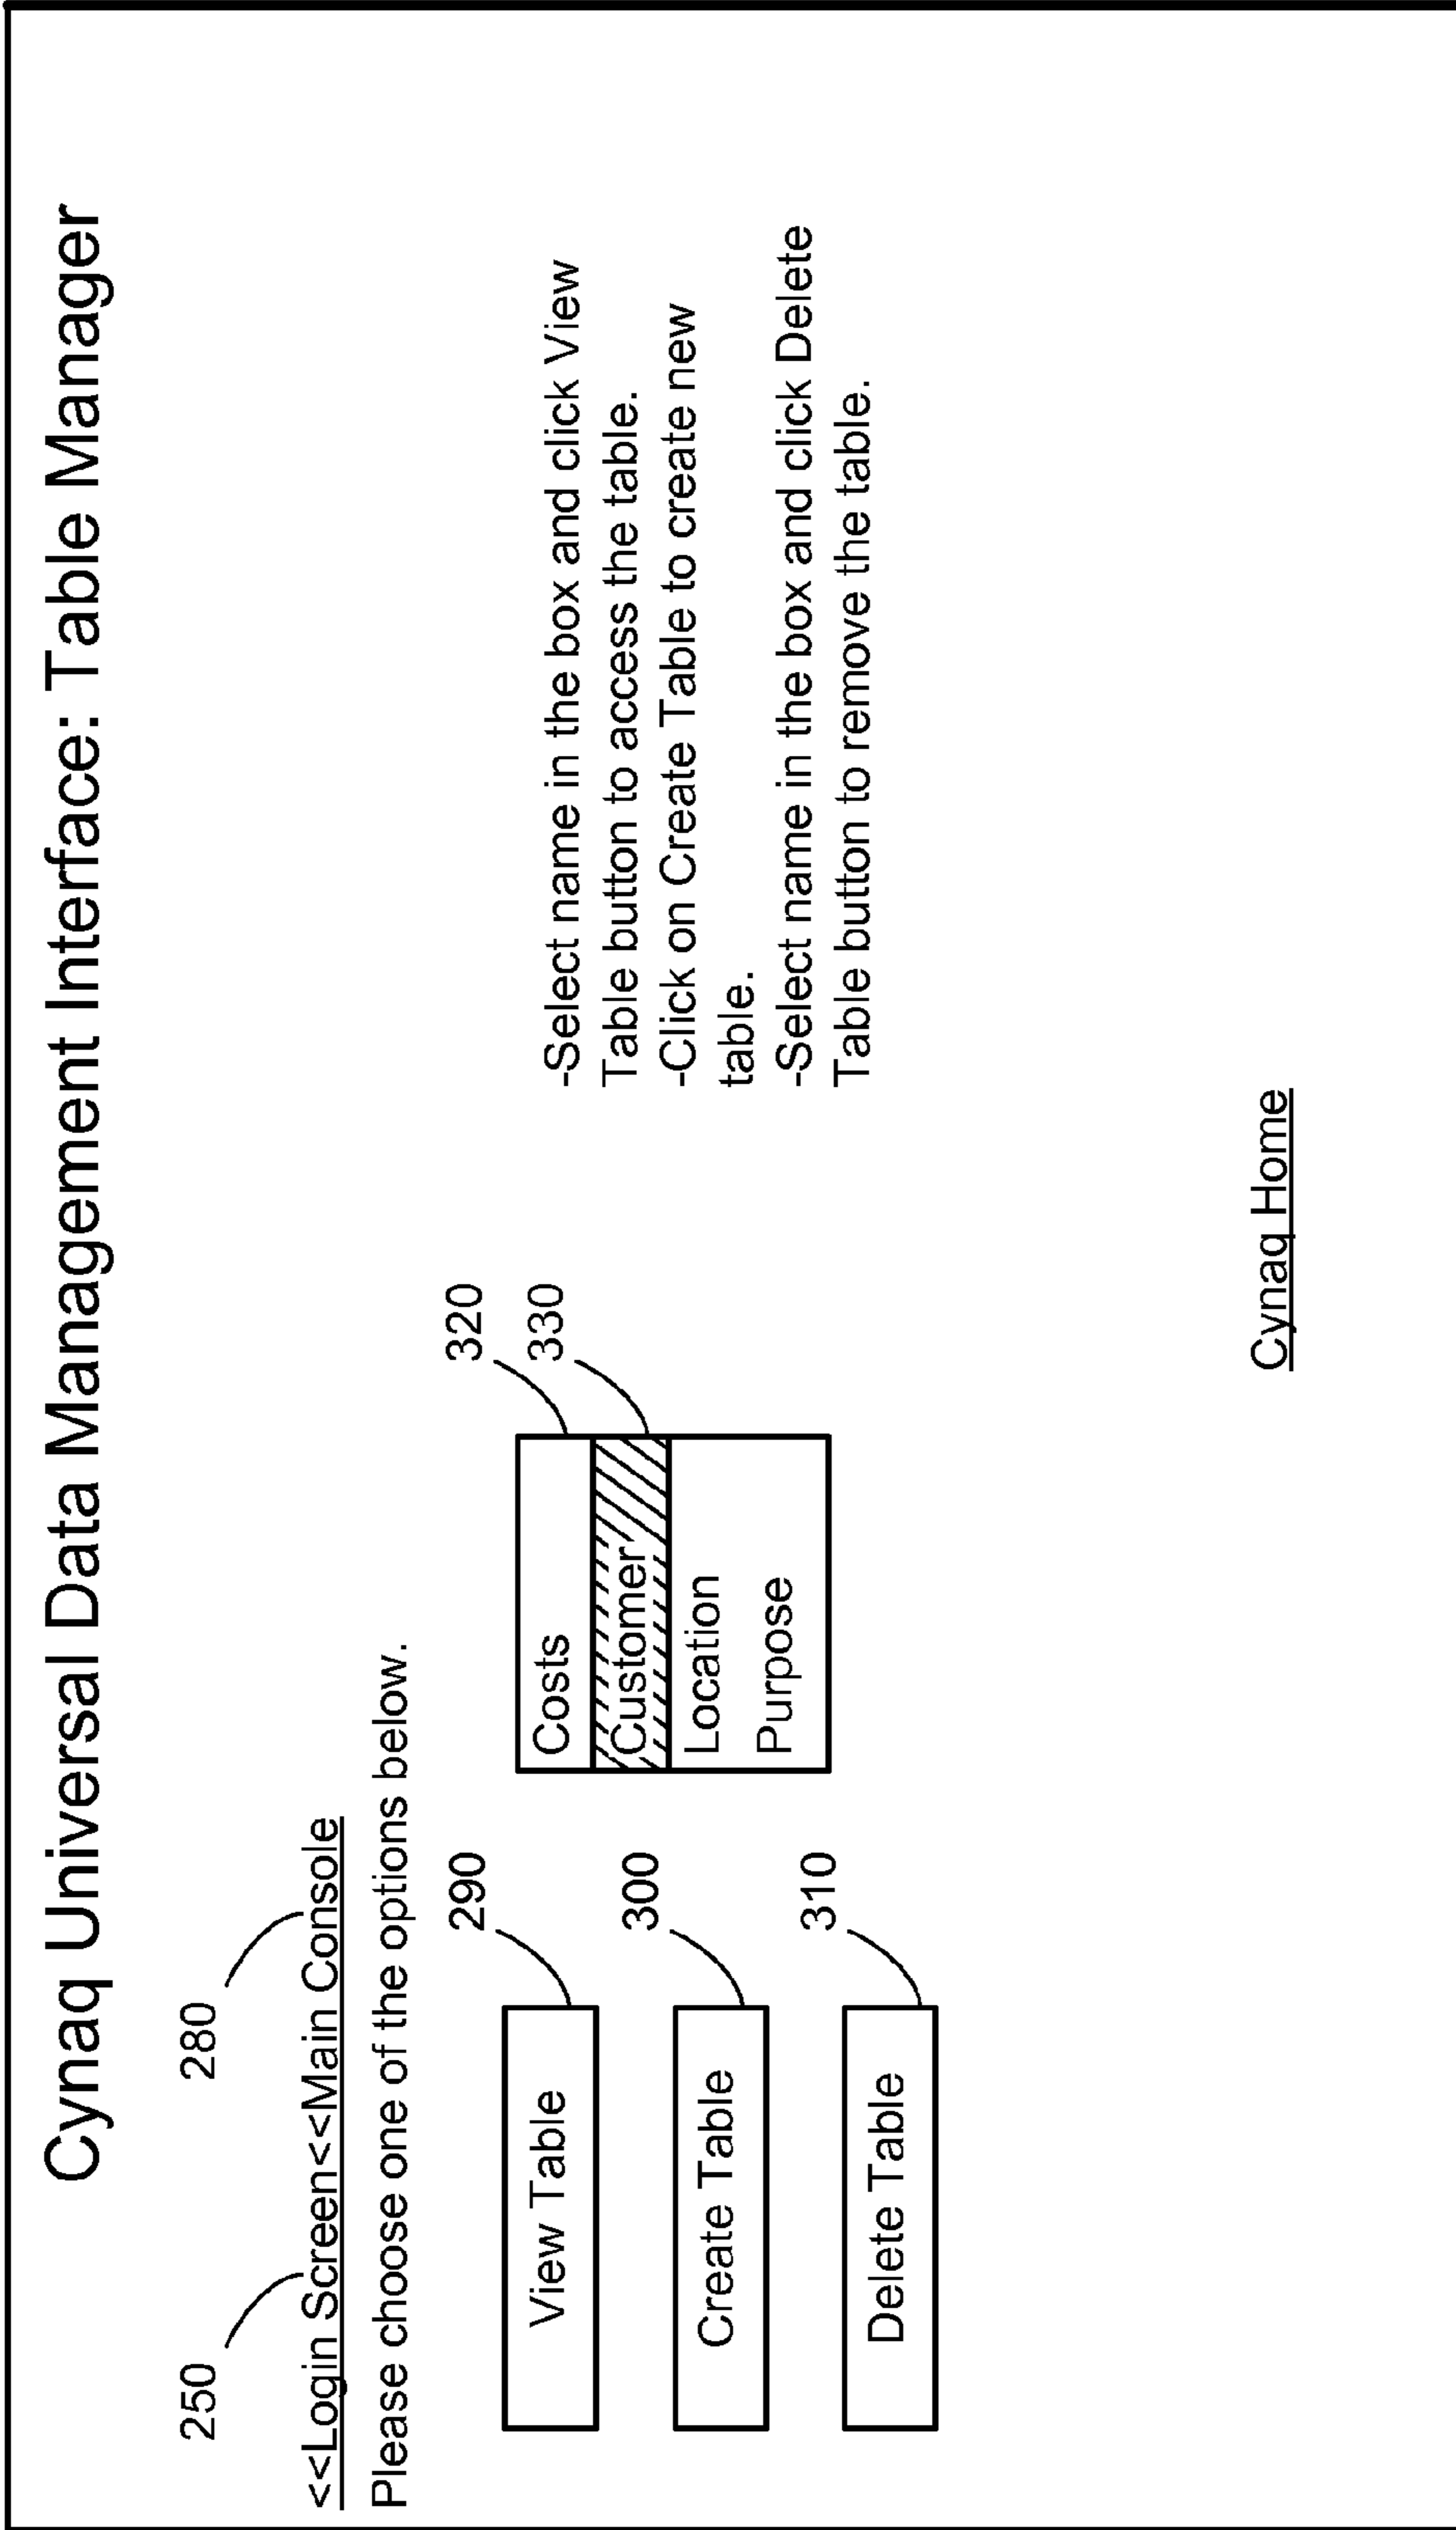 Cynaq Universal Data Management Interface: Table Manager
250
280
<<Login Screen<<Main Console
Please choose one of the options below.
290
View Table
300
Create Table
310
Delete Table
320
330
Costs
Customer
Location
Purpose
-Select name in the box and click View
Table button to access the table.
-Click on Create Table to create new
table.
-Select name in the box and click Delete
Table button to remove the table.
Cynaq Home